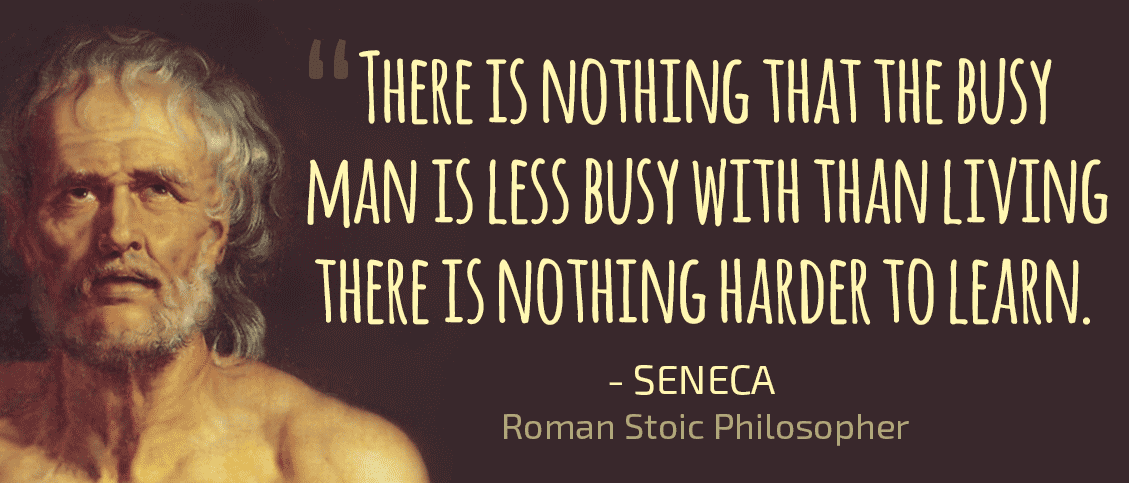 “There is nothing that the busy
man is less busy with than living
there is nothing harder to learn.
- SENECA
Roman Stoic Philosopher